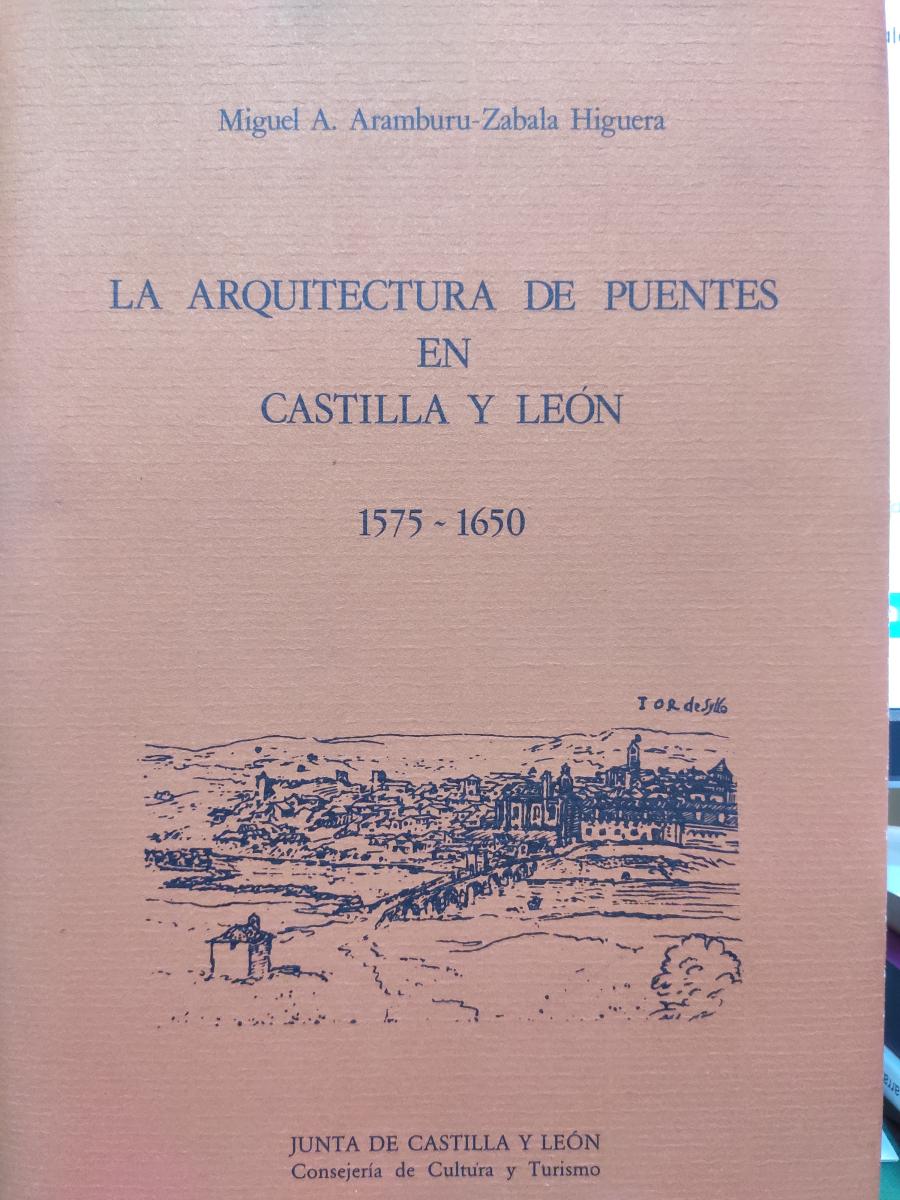 Miguel A. Aramburu-Zabala Higuera
LA ARQUITECTURA DE PUENTES
EN
CASTILLA Y LEÓN
1575 - 1650
JUNTA DE CASTILLA Y LEÓN
Consejería de Cultura y Turismo